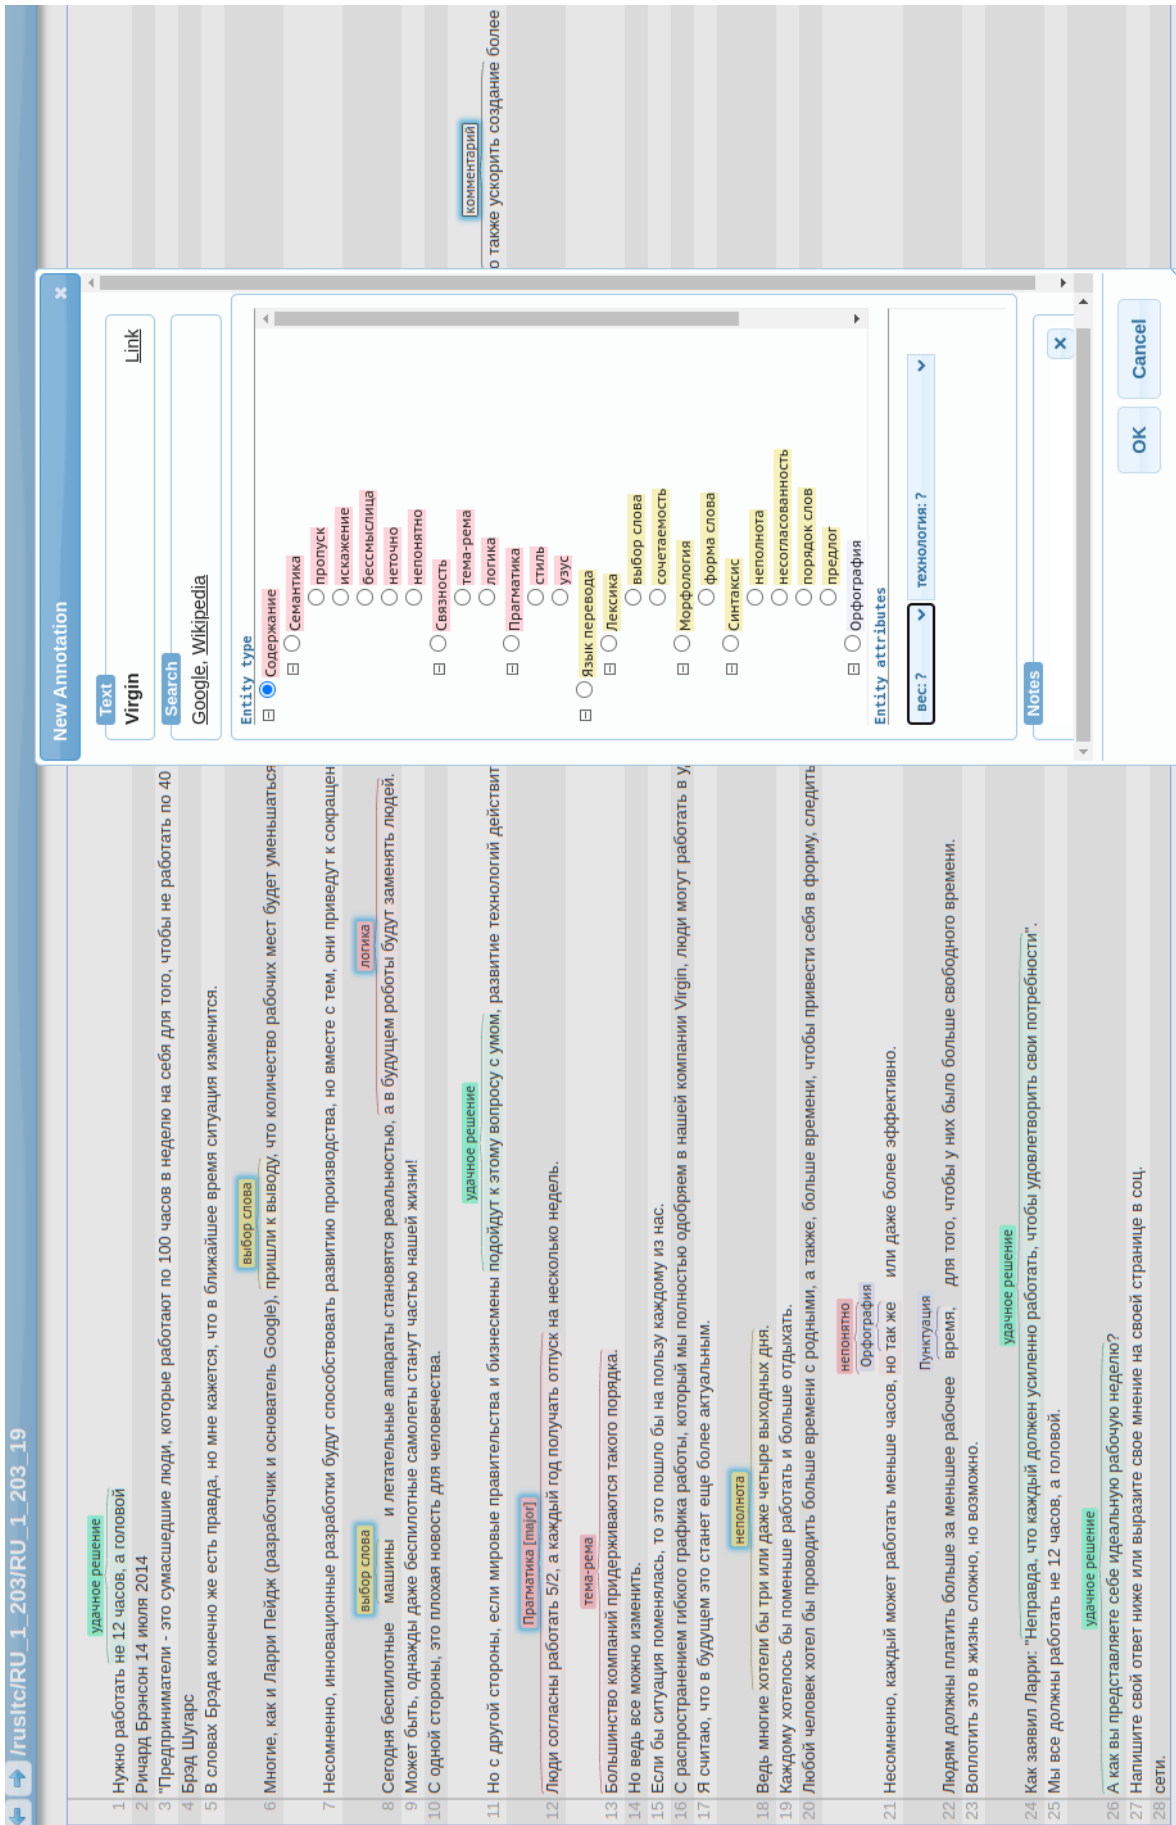 /rusltc/RU_1_203/RU_1_203_19
удачное решение
1 Нужно работать не 12 часов, а головой
2 Ричард Брэнсон 14 июля 2014
3 "Предприниматели - это сумасшедшие люди, которые работают по 100 часов в неделю на себя для того, чтобы не работать по 40
4 Брэд Шугарс
5 В словах Брэда конечно же есть правда, но мне кажется, что в ближайшее время ситуация изменится.
выбор слова
6 Многие, как и Ларри Пейдж (разработчик и основатель Google), пришли к выводу, что количество рабочих мест будет уменьшаться
7 Несомненно, инновационные разработки будут способствовать развитию производства, но вместе с тем, они приведут к сокращен
выбор слова логика
8 Сегодня беспилотные машины и летательные аппараты становятся реальностью, а в будущем роботы будут заменять людей.
9 Может быть, однажды даже беспилотные самолеты станут частью нашей жизни!
10 С одной стороны, это плохая новость для человечества.
удачное решение комментарий
11 Но с другой стороны, если мировые правительства и бизнесмены подойдут к этому вопросу с умом, развитие технологий действит
о также ускорить создание более
Прагматика [major]
12 Люди согласны работать 5/2, а каждый год получать отпуск на несколько недель.
тема-рема
13 Большинство компаний придерживаются такого порядка.
14 Но ведь все можно изменить.
15 Если бы ситуация поменялась, то это пошло бы на пользу каждому из нас.
16 С распространением гибкого графика работы, который мы полностью одобряем в нашей компании Virgin, люди могут работать в у
17 Я считаю, что в будущем это станет еще более актуальным.
неполнота
18 Ведь многие хотели бы три или даже четыре выходных дня.
19 Каждому хотелось бы поменьше работать и больше отдыхать.
20 Любой человек хотел бы проводить больше времени с родными, а также, больше времени, чтобы привести себя в форму, следить
непонятно
Орфография
21 Несомненно, каждый может работать меньше часов, но так же или даже более эффективно.
Пунктуация
22 Людям должны платить больше за меньшее рабочее время, для того, чтобы у них было больше свободного времени.
23 Воплотить это в жизнь сложно, но возможно.
удачное решение
24 Как заявил Ларри: "Неправда, что каждый должен усиленно работать, чтобы удовлетворить свои потребности".
25 Мы все должны работать не 12 часов, а головой.
удачное решение
26 А как вы представляете себе идеальную рабочую неделю?
27 Напишите свой ответ ниже или выразите свое мнение на своей странице в соц.
28 сети.
New Annotation
Text
Virgin Link
Search
Google, Wikipedia
Entity type
Содержание
Семантика
пропуск
искажение
бессмыслица
неточно
непонятно
Связность
тема-рема
логика
Прагматика
стиль
узус
Язык перевода
Лексика
выбор слова
сочетаемость
Морфология
форма слова
Синтаксис
неполнота
несогласованность
порядок слов
предлог
Орфография
Entity attributes
вес: ? технология: ?
Notes
OK Cancel